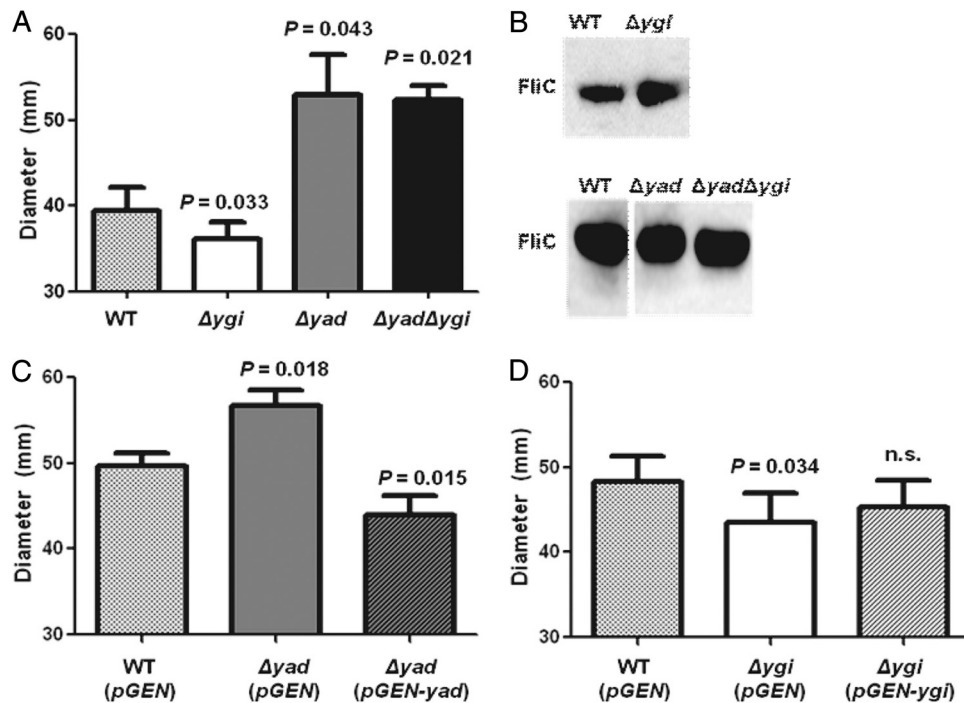 A
Diameter (mm)
60
50
40
30
P = 0.033
P = 0.043
P = 0.021
WT
Δygi
Δyad
ΔyadΔygi
B
WT Δygi
FliC
WT Δyad ΔyadΔygi
FliC
C
Diameter (mm)
60
50
40
30
P = 0.018
P = 0.015
WT
(pGEN)
Δyad
(pGEN)
Δyad
(pGEN-yad)
D
Diameter (mm)
60
50
40
30
P = 0.034
n.s.
WT
(pGEN)
Δygi
(pGEN)
Δygi
(pGEN-ygi)